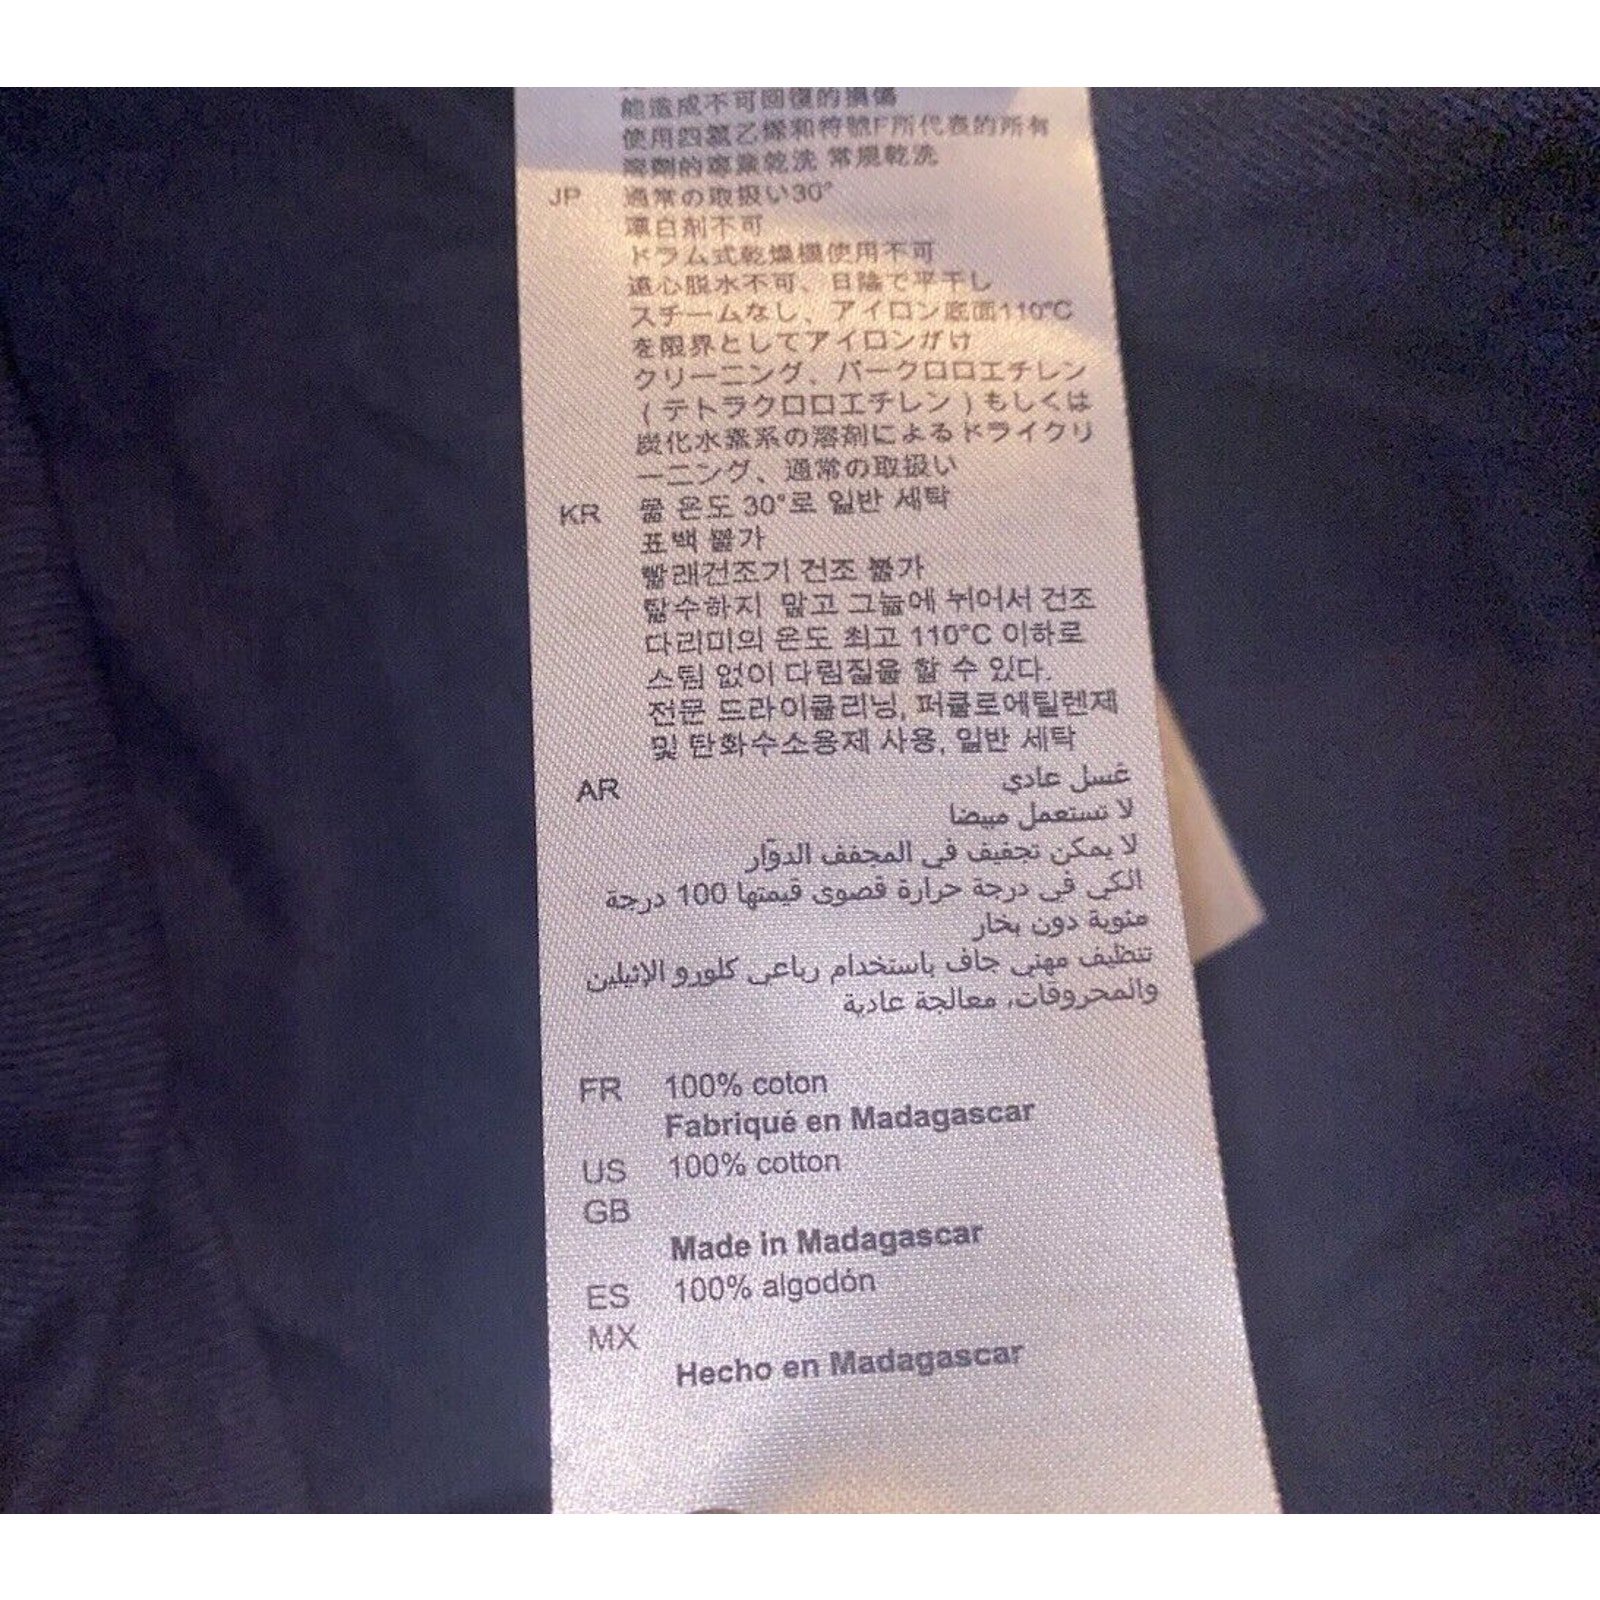 能造成不可回復的損傷
使用四氯乙烯和符號F所代表的所有
溶劑的專業乾洗 常規乾洗
JP 通常の取扱い30°
漂白剤不可
ドラム式乾燥機使用不可
遠心脱水不可、日陰で平干し
スチームなし、アイロン底面110°C
を限界としてアイロンがけ
クリーニング、パークロロエチレン
(テトラクロロエチレン)もしくは
炭化水素系の溶剤によるドライクリ
ーニング、通常の取扱い
KR 물 온도 30°로 일반 세탁
표백 불가
빨래건조기 건조 불가
탈수하지 말고 그늘에 뉘어서 건조
다리미의 온도 최고 110°C 이하로
스팀 없이 다림질을 할 수 있다.
전문 드라이클리닝, 퍼클로에틸렌제
및 탄화수소용제 사용, 일반 세탁
AR غسل عادي
لا تستعمل مبيضا
لا يمكن تجفيف في المجفف الدوّار
الكي في درجة حرارة قصوى قيمتها 100 درجة
مئوية دون بخار
تنظيف مهني جاف باستخدام رباعي كلورو الإثيلين
والمحروقات، معالجة عادية
FR 100% coton
Fabriqué en Madagascar
US 100% cotton
GB
Made in Madagascar
ES 100% algodón
MX
Hecho en Madagascar